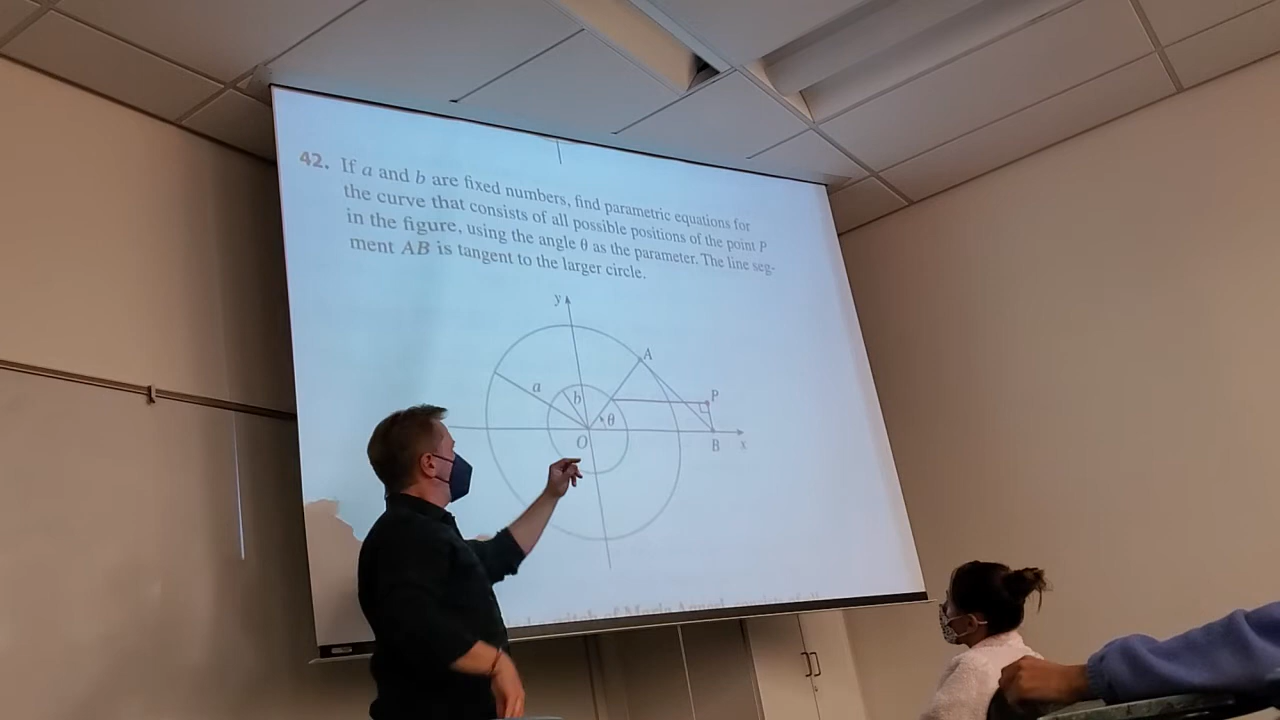 42. If a and b are fixed numbers, find parametric equations for
the curve that consists of all possible positions of the point P
in the figure, using the angle θ as the parameter. The line seg-
ment AB is tangent to the larger circle.
y
A
a
b
P
θ
O
B
x